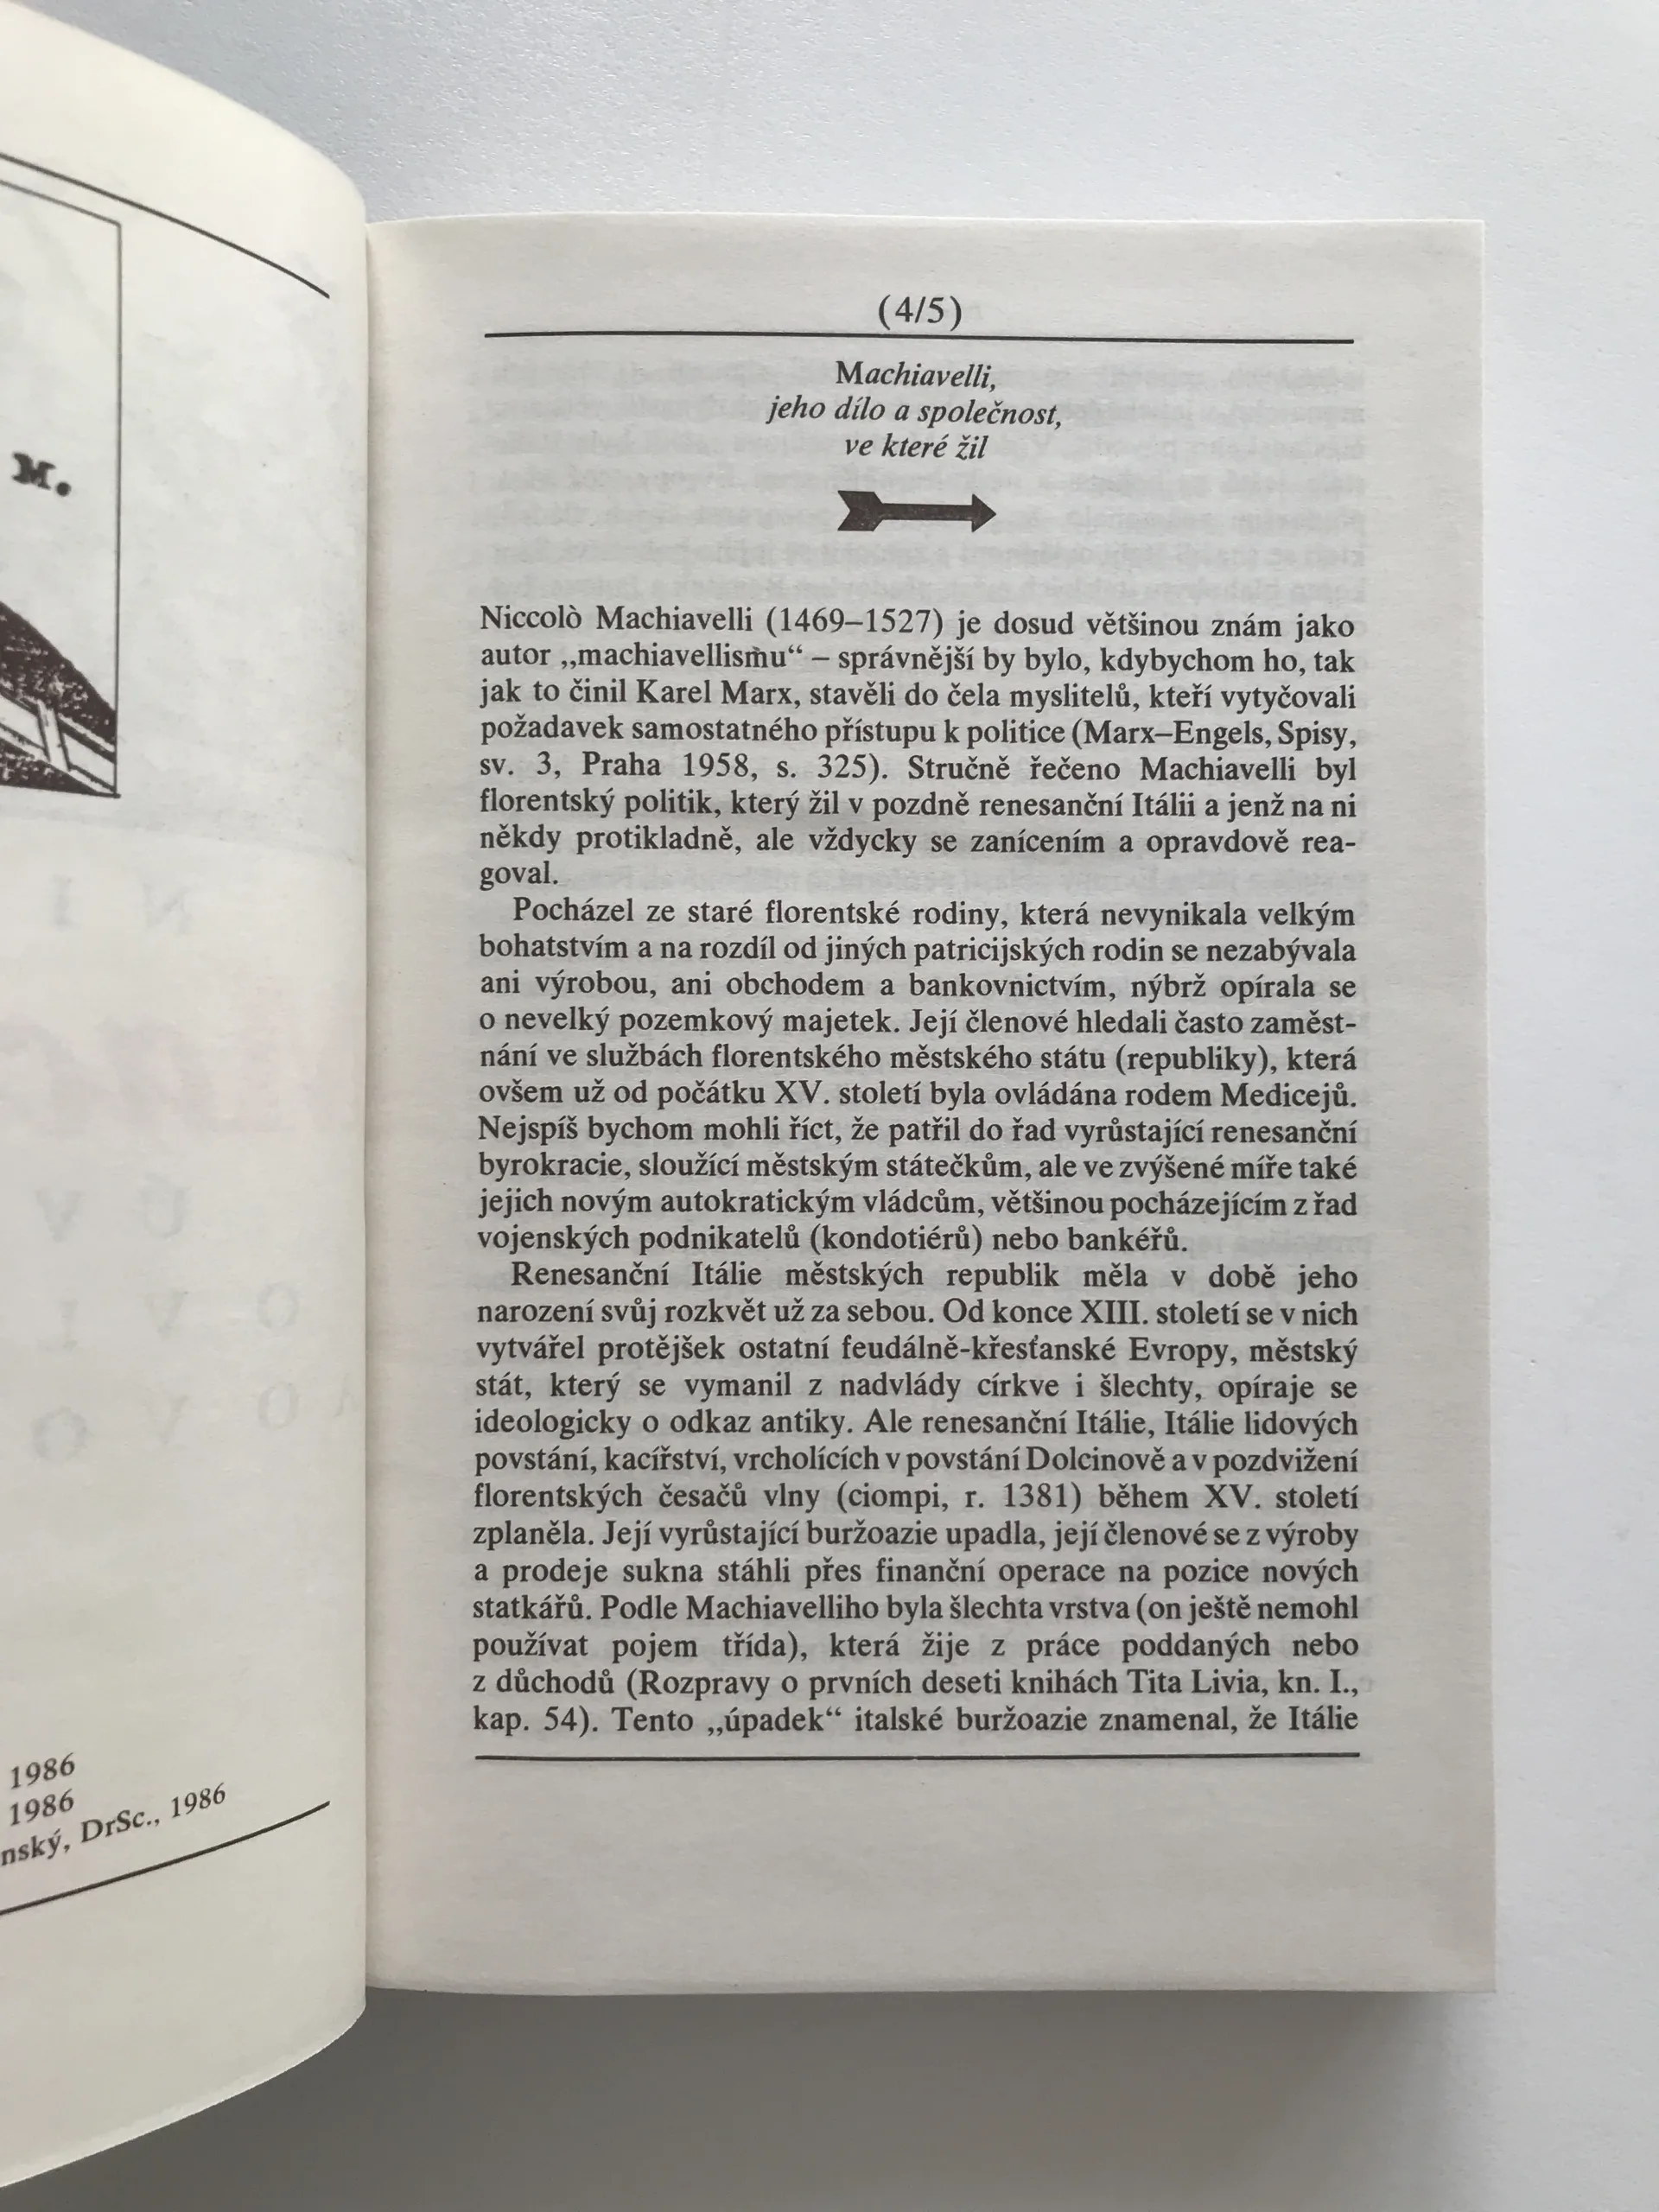 M.
1986
1986
nský, DrSc., 1986
(4/5)
Machiavelli,
jeho dílo a společnost,
ve které žil
Niccolò Machiavelli (1469–1527) je dosud většinou znám jako
autor „machiavellismu“ – správnější by bylo, kdybychom ho, tak
jak to činil Karel Marx, stavěli do čela myslitelů, kteří vytyčovali
požadavek samostatného přístupu k politice (Marx–Engels, Spisy,
sv. 3, Praha 1958, s. 325). Stručně řečeno Machiavelli byl
florentský politik, který žil v pozdně renesanční Itálii a jenž na ni
někdy protikladně, ale vždycky se zanícením a opravdově rea-
goval.
Pocházel ze staré florentské rodiny, která nevynikala velkým
bohatstvím a na rozdíl od jiných patricijských rodin se nezabývala
ani výrobou, ani obchodem a bankovnictvím, nýbrž opírala se
o nevelký pozemkový majetek. Její členové hledali často zaměst-
nání ve službách florentského městského státu (republiky), která
ovšem už od počátku XV. století byla ovládána rodem Medicejů.
Nejspíš bychom mohli říct, že patřil do řad vyrůstající renesanční
byrokracie, sloužící městským státečkům, ale ve zvýšené míře také
jejich novým autokratickým vládcům, většinou pocházejícím z řad
vojenských podnikatelů (kondotiérů) nebo bankéřů.
Renesanční Itálie městských republik měla v době jeho
narození svůj rozkvět už za sebou. Od konce XIII. století se v nich
vytvářel protějšek ostatní feudálně-křesťanské Evropy, městský
stát, který se vymanil z nadvlády církve i šlechty, opíraje se
ideologicky o odkaz antiky. Ale renesanční Itálie, Itálie lidových
povstání, kacířství, vrcholících v povstání Dolcinově a v pozdvižení
florentských česačů vlny (ciompi, r. 1381) během XV. století
zplaněla. Její vyrůstající buržoazie upadla, její členové se z výroby
a prodeje sukna stáhli přes finanční operace na pozice nových
statkářů. Podle Machiavelliho byla šlechta vrstva (on ještě nemohl
používat pojem třída), která žije z práce poddaných nebo
z důchodů (Rozpravy o prvních deseti knihách Tita Livia, kn. I.,
kap. 54). Tento „úpadek“ italské buržoazie znamenal, že Itálie